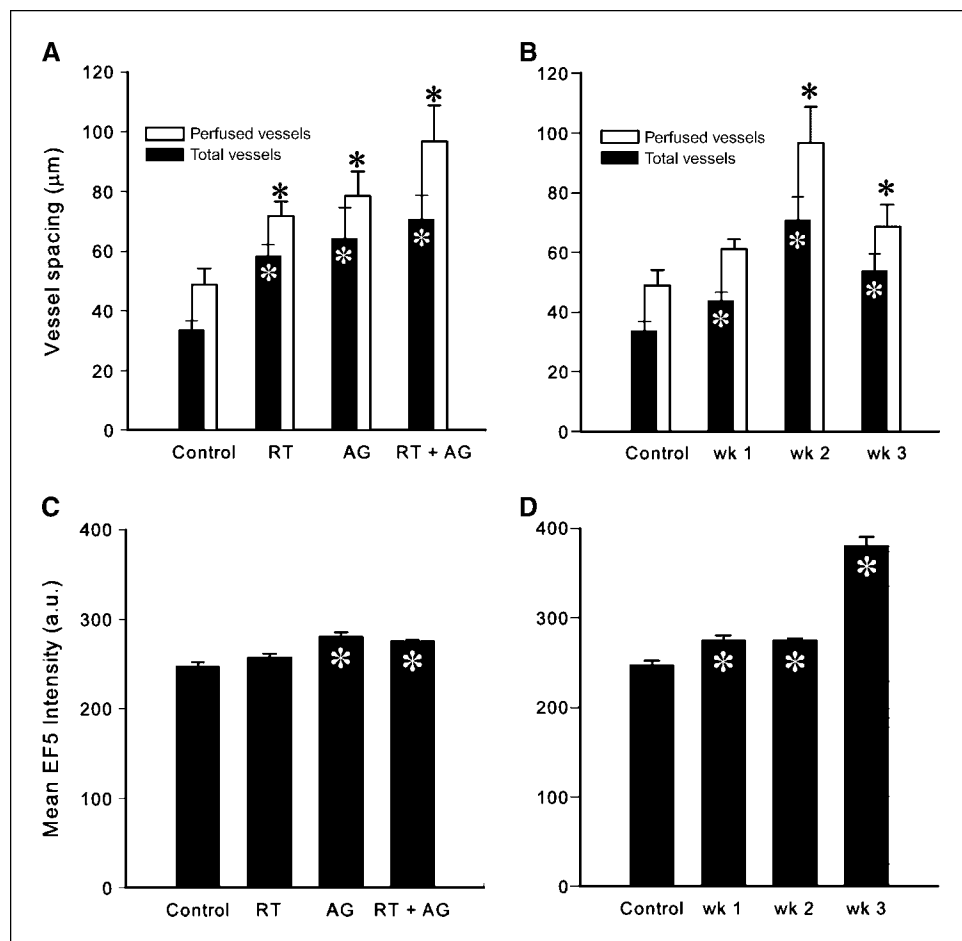 A
120
100
80
60
40
20
0
Vessel spacing (µm)
Perfused vessels
Total vessels
*
*
*
*
*
*
Control RT AG RT + AG
B
120
100
80
60
40
20
0
Perfused vessels
Total vessels
*
*
*
*
*
Control wk 1 wk 2 wk 3
C
400
300
200
100
0
Mean EF5 Intensity (a.u.)
*
*
Control RT AG RT + AG
D
400
300
200
100
0
*
*
*
Control wk 1 wk 2 wk 3